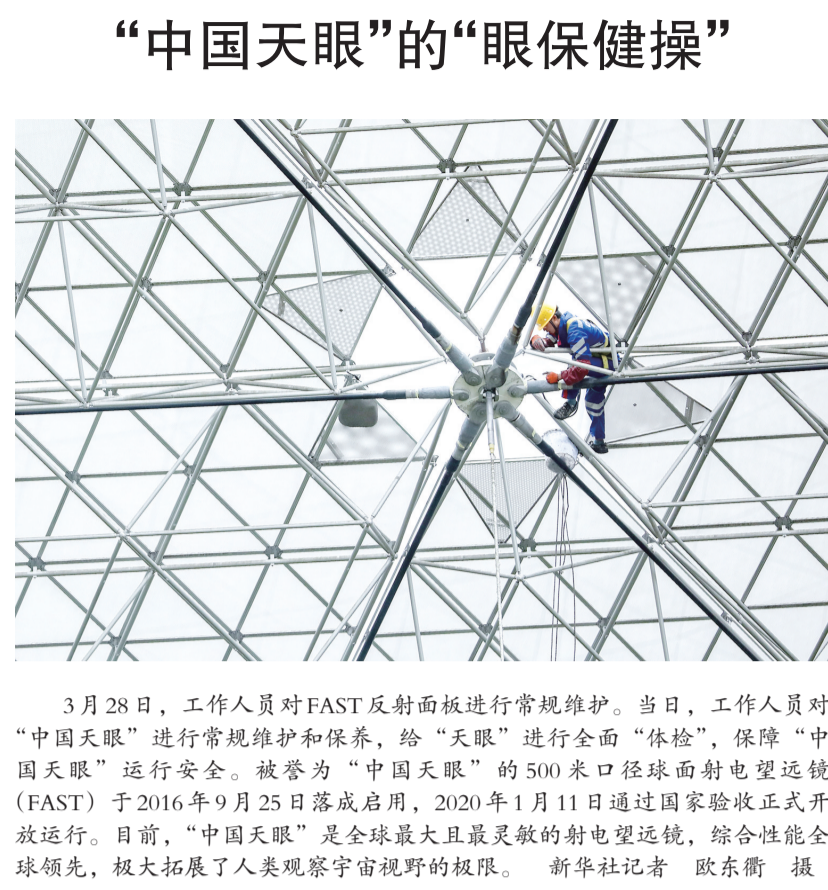 “中国天眼”的“眼保健操”
3月28日，工作人员对FAST反射面板进行常规维护。当日，工作人员对
“中国天眼”进行常规维护和保养，给“天眼”进行全面“体检”，保障“中
国天眼”运行安全。被誉为“中国天眼”的500米口径球面射电望远镜
（FAST）于2016年9月25日落成启用，2020年1月11日通过国家验收正式开
放运行。目前，“中国天眼”是全球最大且最灵敏的射电望远镜，综合性能全
球领先，极大拓展了人类观察宇宙视野的极限。 新华社记者 欧东衢 摄